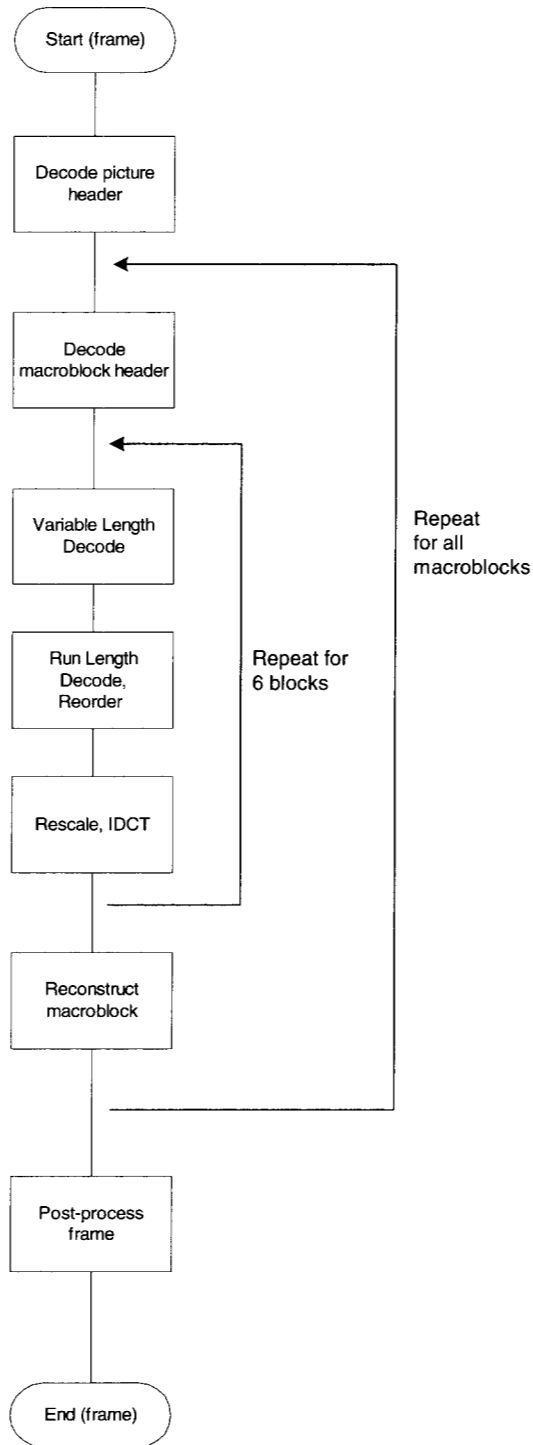 Start (frame)
Decode picture
header
Decode
macroblock header
Variable Length
Decode
Run Length
Decode,
Reorder
Rescale, IDCT
Repeat for
6 blocks
Reconstruct
macroblock
Repeat
for all
macroblocks
Post-process
frame
End (frame)